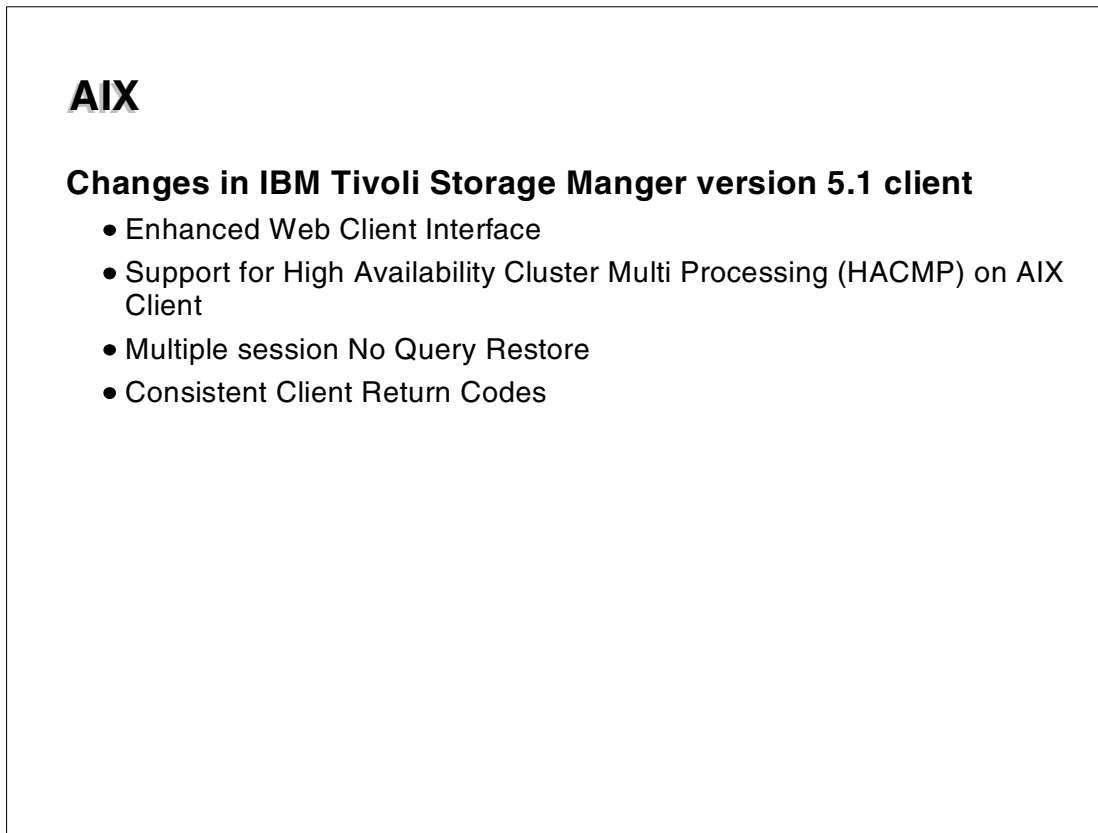 AIX
Changes in IBM Tivoli Storage Manger version 5.1 client
● Enhanced Web Client Interface
● Support for High Availability Cluster Multi Processing (HACMP) on AIX
Client
● Multiple session No Query Restore
● Consistent Client Return Codes